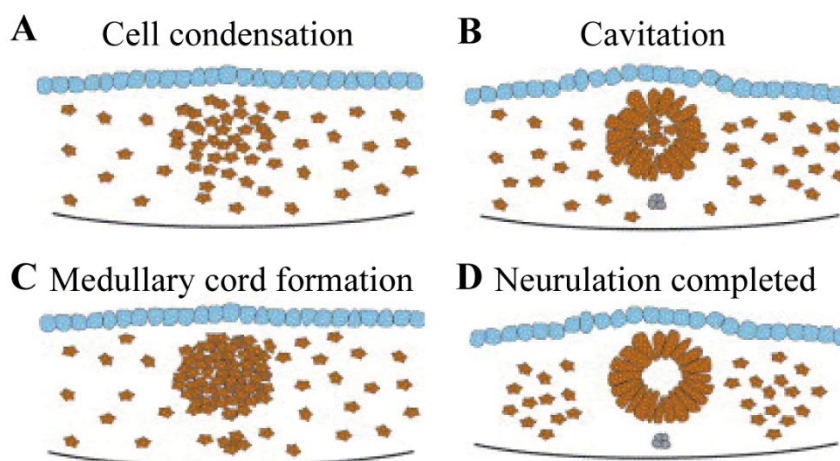 A Cell condensation
B Cavitation
C Medullary cord formation
D Neurulation completed